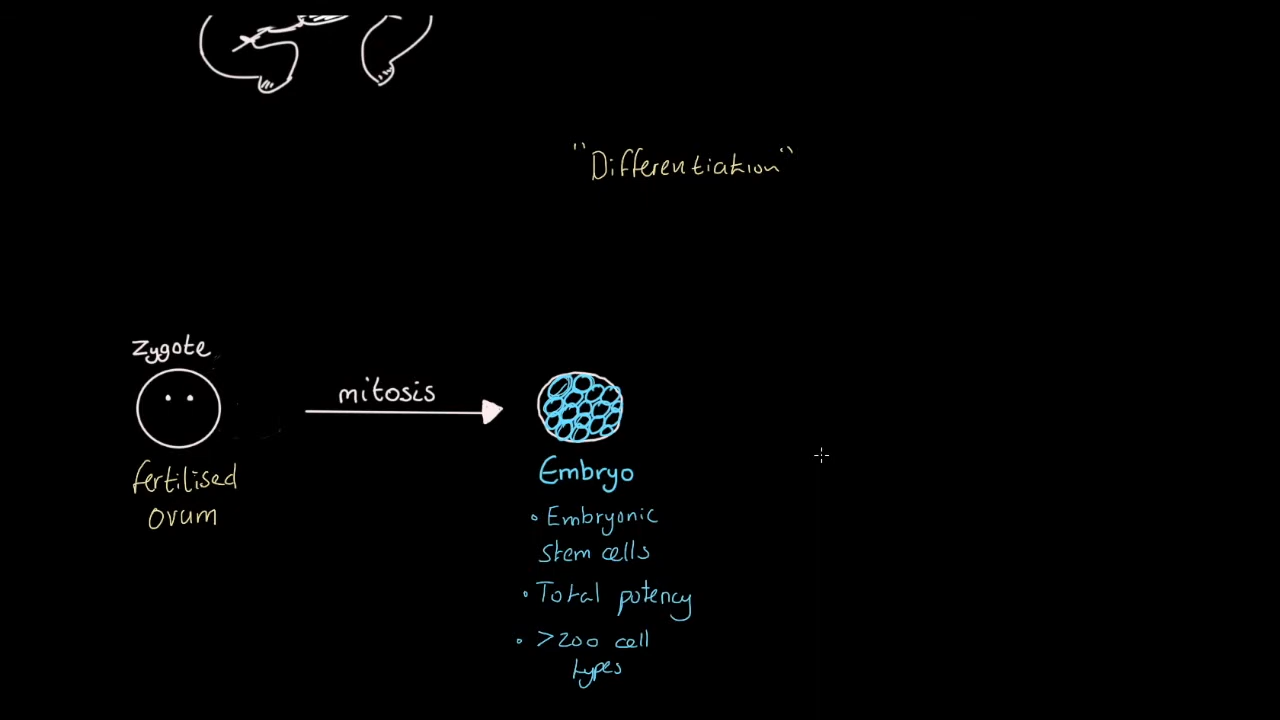 "Differentiation"
Zygote
mitosis
fertilised
ovum
Embryo
• Embryonic
Stem cells
• Total potency
• >200 cell
types